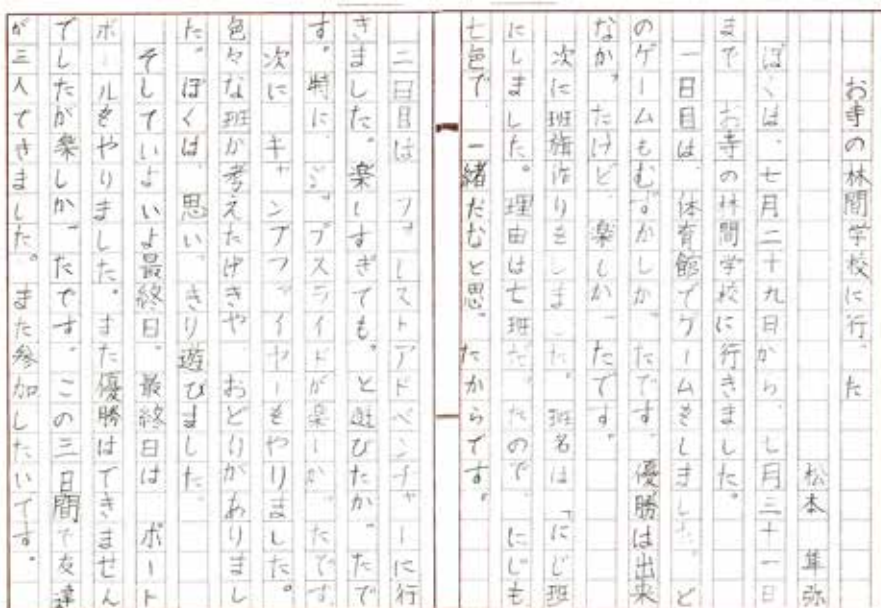 お寺の林間学校に行った
松本 隼弥
ぼくは、七月二十九日から、七月三十一日
まで、お寺の林間学校に行きました。
一日目は、体育館でゲームをしました。ど
のゲームもむずかしかったです。優勝は出来
なかったけど、楽しかったです。
次に班旗作りをしました。班名は「にじ班
にしました。理由は七班だったので、にじも
七色で、一緒だなと思ったからです。
二日目は、フォレストアドベンチャーに行
きました。楽しすぎてもっと遊びたかったで
す。特に、ジップスライドが楽しかったです。
次に、キャンプファイヤーもやりました。
色々な班が考えたげきや、おどりがありまし
た。ぼくは、思いっきり遊びました。
そしていよいよ最終日。最終日は、ポート
ボールをやりました。また優勝はできません
でしたが楽しかったです。この三日間で友達
が三人できました。また参加したいです。